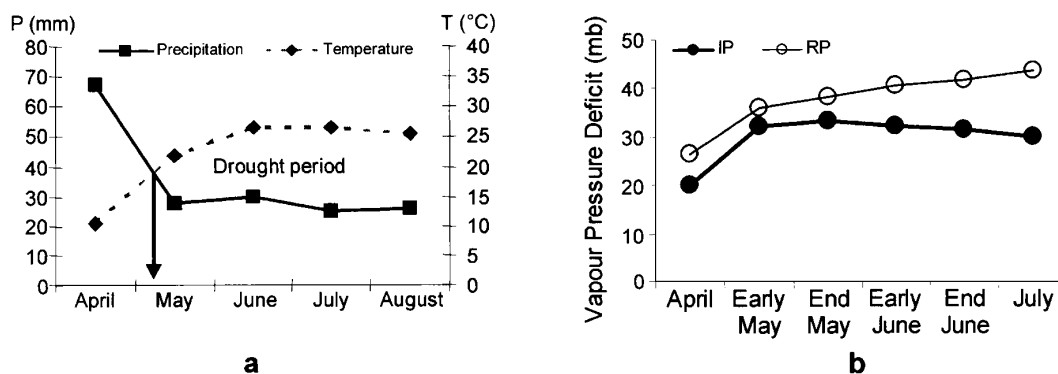 P (mm)
T (°C)
Precipitation
Temperature
80
70
60
50
40
30
20
10
0
40
35
30
25
20
15
10
5
0
Drought period
April May June July August
a
IP RP
Vapour Pressure Deficit (mb)
50
40
30
20
10
0
April Early End Early End July
May May June June
b